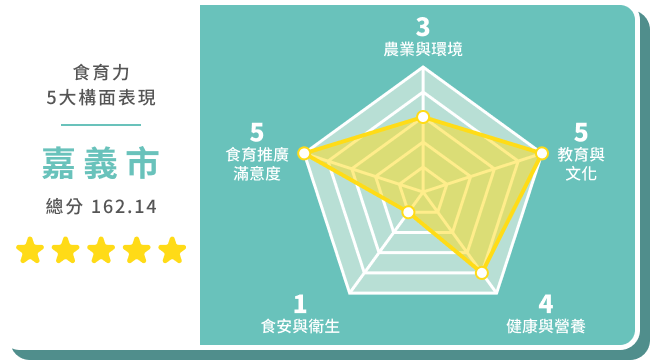 食育力
5大構面表現
嘉義市
總分 162.14
3
農業與環境
5
教育與
文化
4
健康與營養
1
食安與衛生
5
食育推廣
滿意度